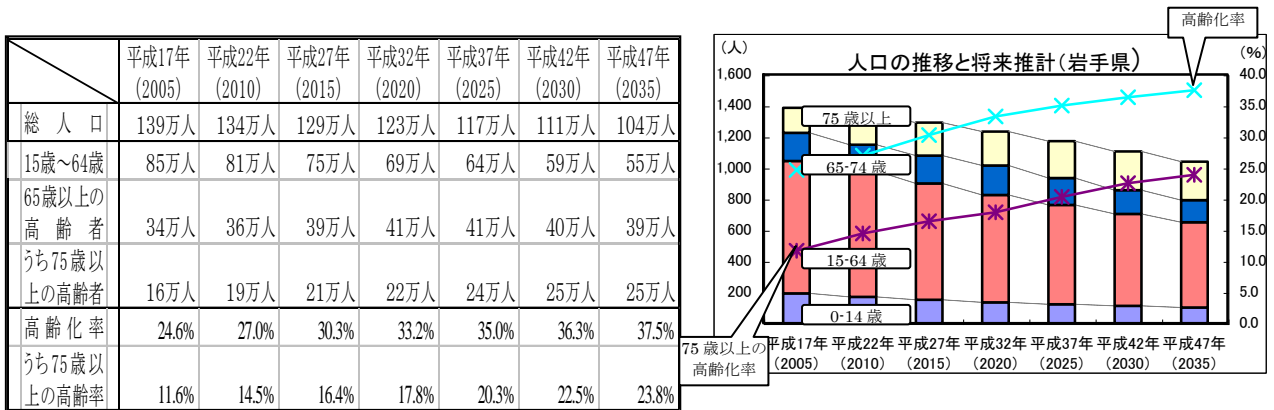 平成17年 平成22年 平成27年 平成32年 平成37年 平成42年 平成47年
(2005) (2010) (2015) (2020) (2025) (2030) (2035)
総人口 139万人 134万人 129万人 123万人 117万人 111万人 104万人
15歳～64歳 85万人 81万人 75万人 69万人 64万人 59万人 55万人
65歳以上の
高齢者 34万人 36万人 39万人 41万人 41万人 40万人 39万人
うち75歳以
上の高齢者 16万人 19万人 21万人 22万人 24万人 25万人 25万人
高齢化率 24.6% 27.0% 30.3% 33.2% 35.0% 36.3% 37.5%
うち75歳以
上の高齢率 11.6% 14.5% 16.4% 17.8% 20.3% 22.5% 23.8%
高齢化率
(人) (%)
人口の推移と将来推計(岩手県)
1,600 40.0
1,400 35.0
1,200 30.0
1,000 25.0
800 20.0
600 15.0
400 10.0
200 5.0
0.0
75歳以上
65-74歳
15-64歳
0-14歳
75歳以上の
高齢化率
平成17年 平成22年 平成27年 平成32年 平成37年 平成42年 平成47年
(2005) (2010) (2015) (2020) (2025) (2030) (2035)